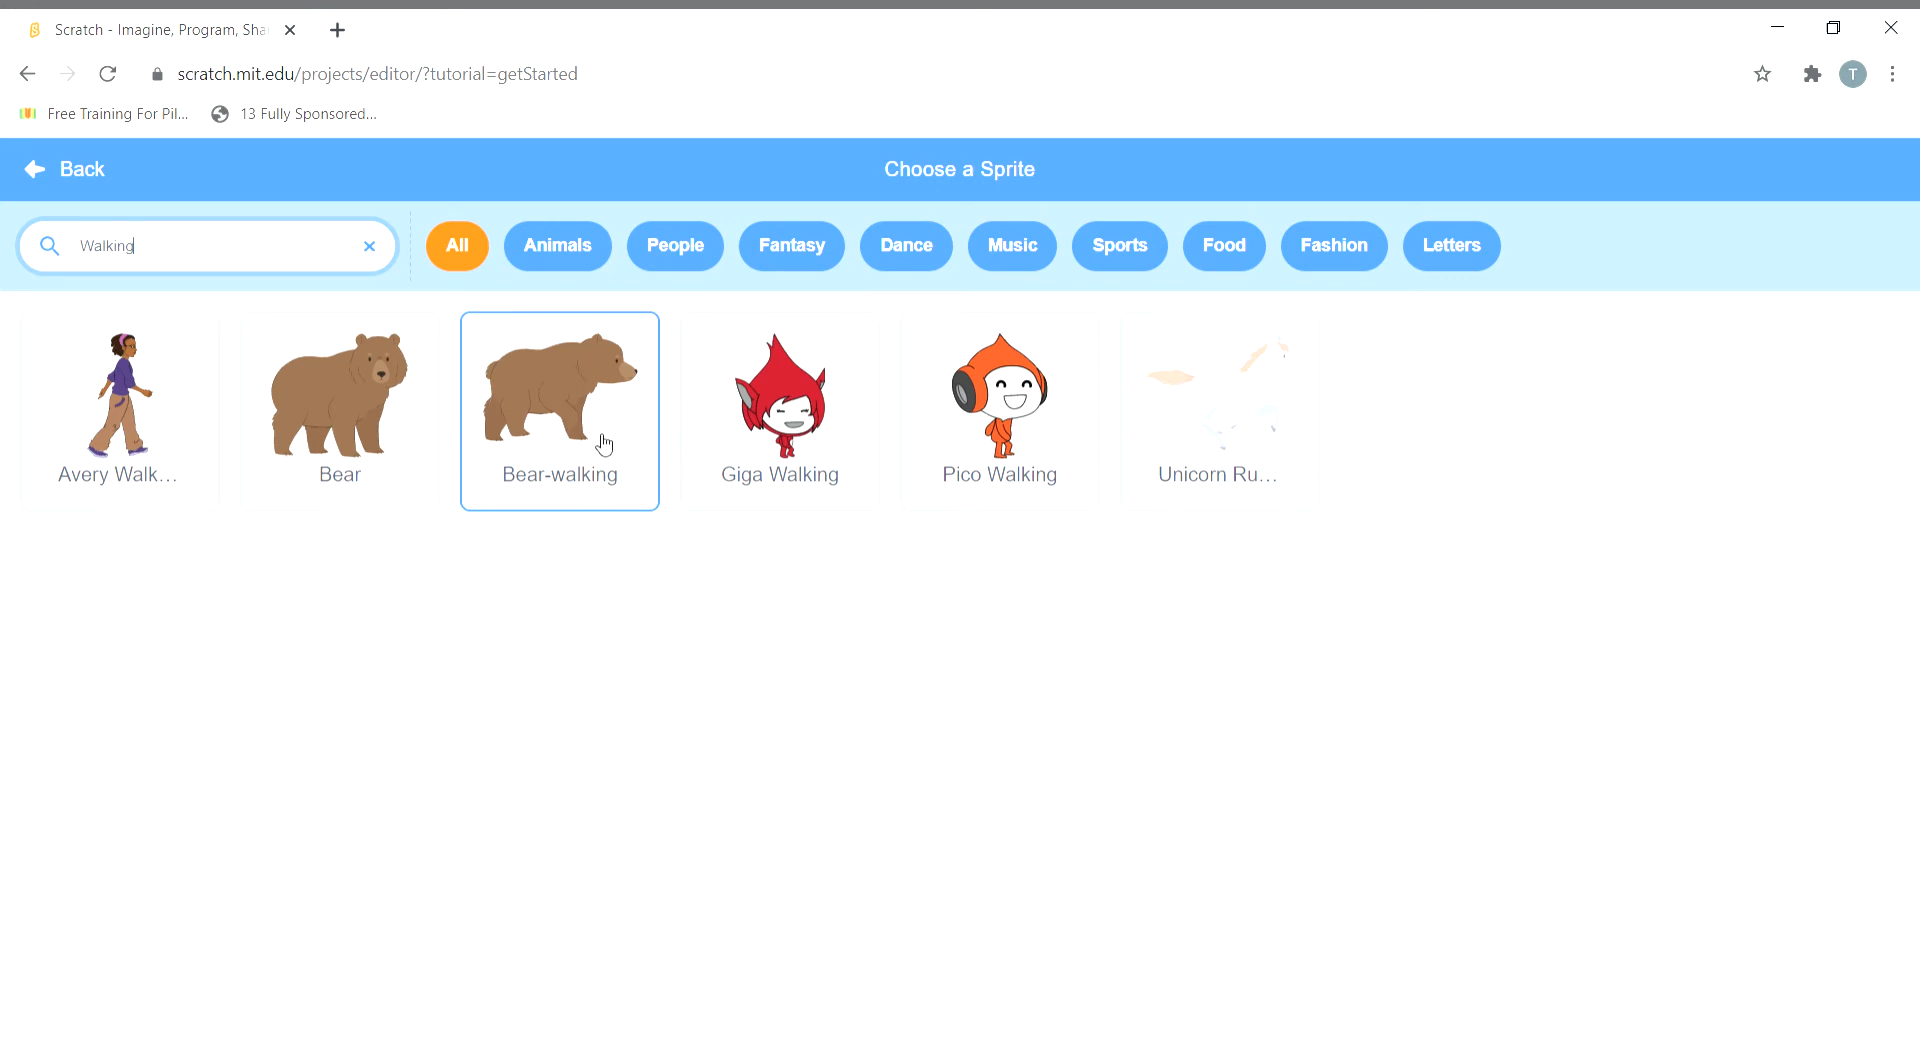 Scratch - Imagine, Program, Sha
scratch.mit.edu/projects/editor/?tutorial=getStarted
T
Free Training For Pil...
13 Fully Sponsored...
Back
Choose a Sprite
Walking
All
Animals
People
Fantasy
Dance
Music
Sports
Food
Fashion
Letters
Avery Walk...
Bear
Bear-walking
Giga Walking
Pico Walking
Unicorn Ru...